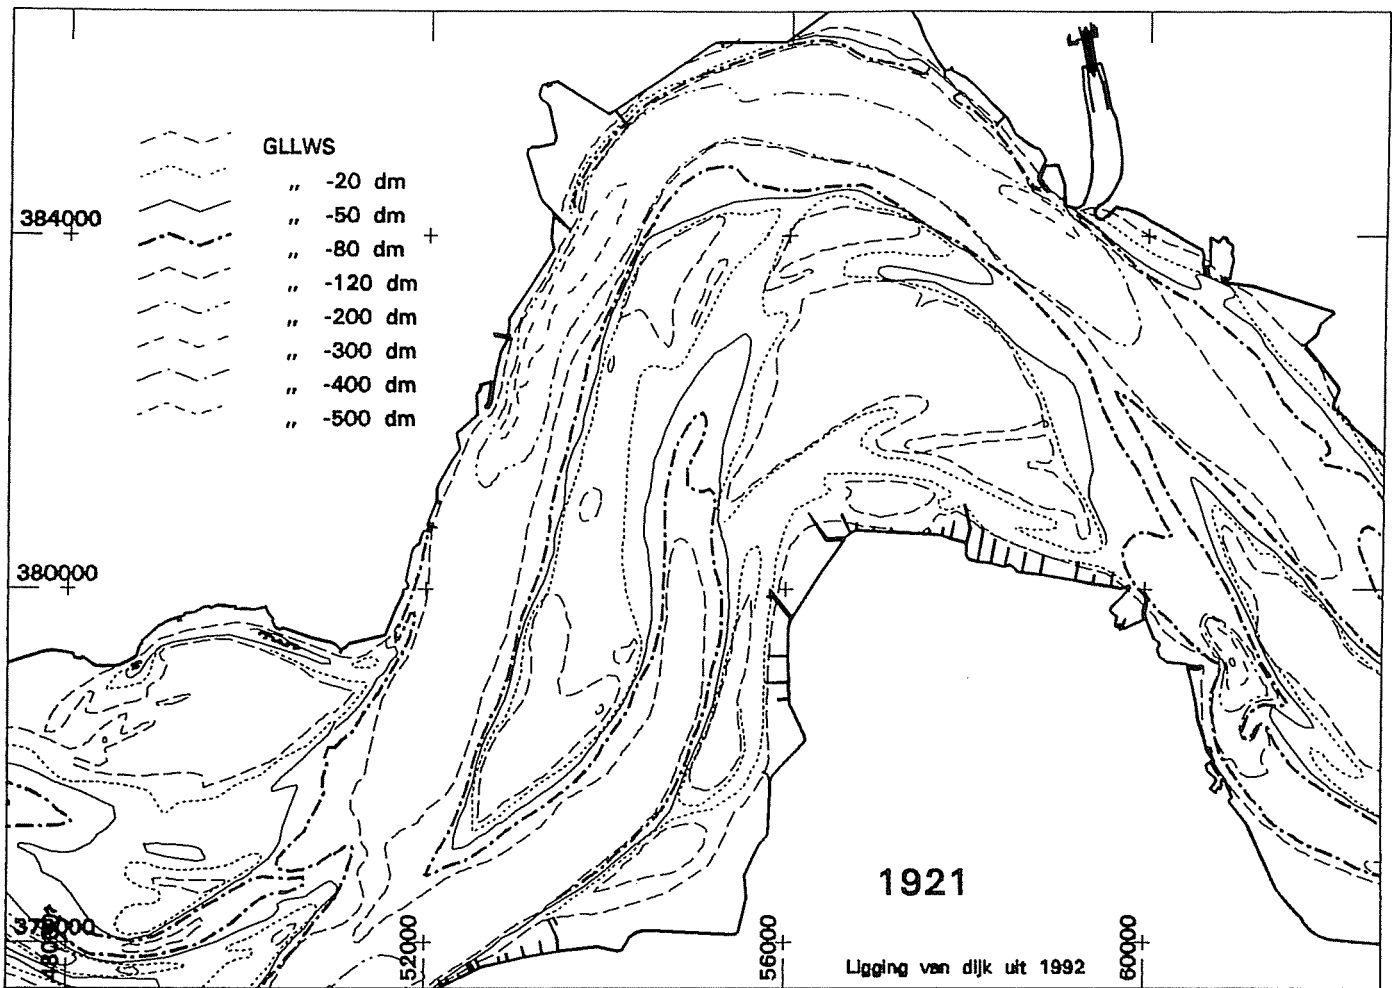 GLLWS
„ -20 dm
„ -50 dm
384000
„ -80 dm
„ -120 dm
„ -200 dm
„ -300 dm
„ -400 dm
„ -500 dm
380000
1921
52000
56000
60000
Ligging van dijk uit 1992